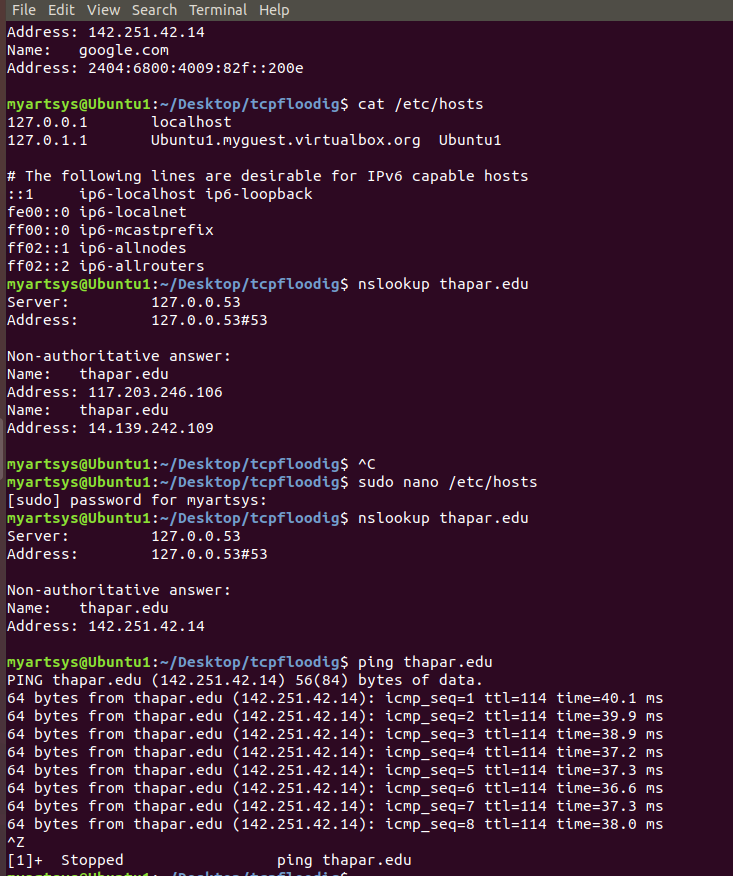 File Edit View Search Terminal Help
Address: 142.251.42.14
Name:   google.com
Address: 2404:6800:4009:82f::200e

myartsys@Ubuntu1:~/Desktop/tcpfloodig$ cat /etc/hosts
127.0.0.1       localhost
127.0.1.1       Ubuntu1.myguest.virtualbox.org  Ubuntu1

# The following lines are desirable for IPv6 capable hosts
::1     ip6-localhost ip6-loopback
fe00::0 ip6-localnet
ff00::0 ip6-mcastprefix
ff02::1 ip6-allnodes
ff02::2 ip6-allrouters
myartsys@Ubuntu1:~/Desktop/tcpfloodig$ nslookup thapar.edu
Server:         127.0.0.53
Address:        127.0.0.53#53

Non-authoritative answer:
Name:   thapar.edu
Address: 117.203.246.106
Name:   thapar.edu
Address: 14.139.242.109

myartsys@Ubuntu1:~/Desktop/tcpfloodig$ ^C
myartsys@Ubuntu1:~/Desktop/tcpfloodig$ sudo nano /etc/hosts
[sudo] password for myartsys:
myartsys@Ubuntu1:~/Desktop/tcpfloodig$ nslookup thapar.edu
Server:         127.0.0.53
Address:        127.0.0.53#53

Non-authoritative answer:
Name:   thapar.edu
Address: 142.251.42.14

myartsys@Ubuntu1:~/Desktop/tcpfloodig$ ping thapar.edu
PING thapar.edu (142.251.42.14) 56(84) bytes of data.
64 bytes from thapar.edu (142.251.42.14): icmp_seq=1 ttl=114 time=40.1 ms
64 bytes from thapar.edu (142.251.42.14): icmp_seq=2 ttl=114 time=39.9 ms
64 bytes from thapar.edu (142.251.42.14): icmp_seq=3 ttl=114 time=38.9 ms
64 bytes from thapar.edu (142.251.42.14): icmp_seq=4 ttl=114 time=37.2 ms
64 bytes from thapar.edu (142.251.42.14): icmp_seq=5 ttl=114 time=37.3 ms
64 bytes from thapar.edu (142.251.42.14): icmp_seq=6 ttl=114 time=36.6 ms
64 bytes from thapar.edu (142.251.42.14): icmp_seq=7 ttl=114 time=37.3 ms
64 bytes from thapar.edu (142.251.42.14): icmp_seq=8 ttl=114 time=38.0 ms
^Z
[1]+  Stopped                 ping thapar.edu
myartsys@Ubuntu1:~/Desktop/tcpfloodig$